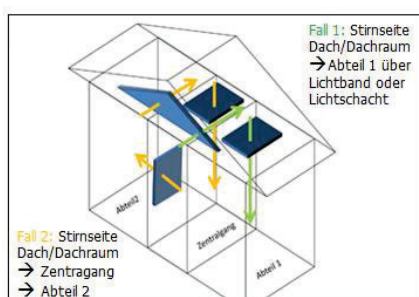 Fall 1: Stirnseite
Dach/Dachraum
→ Abteil 1 über
Lichtband oder
Lichtschacht
Abteil2
Zentralgang
Abteil 1
Fall 2: Stirnseite
Dach/Dachraum
→ Zentragang
→ Abteil 2